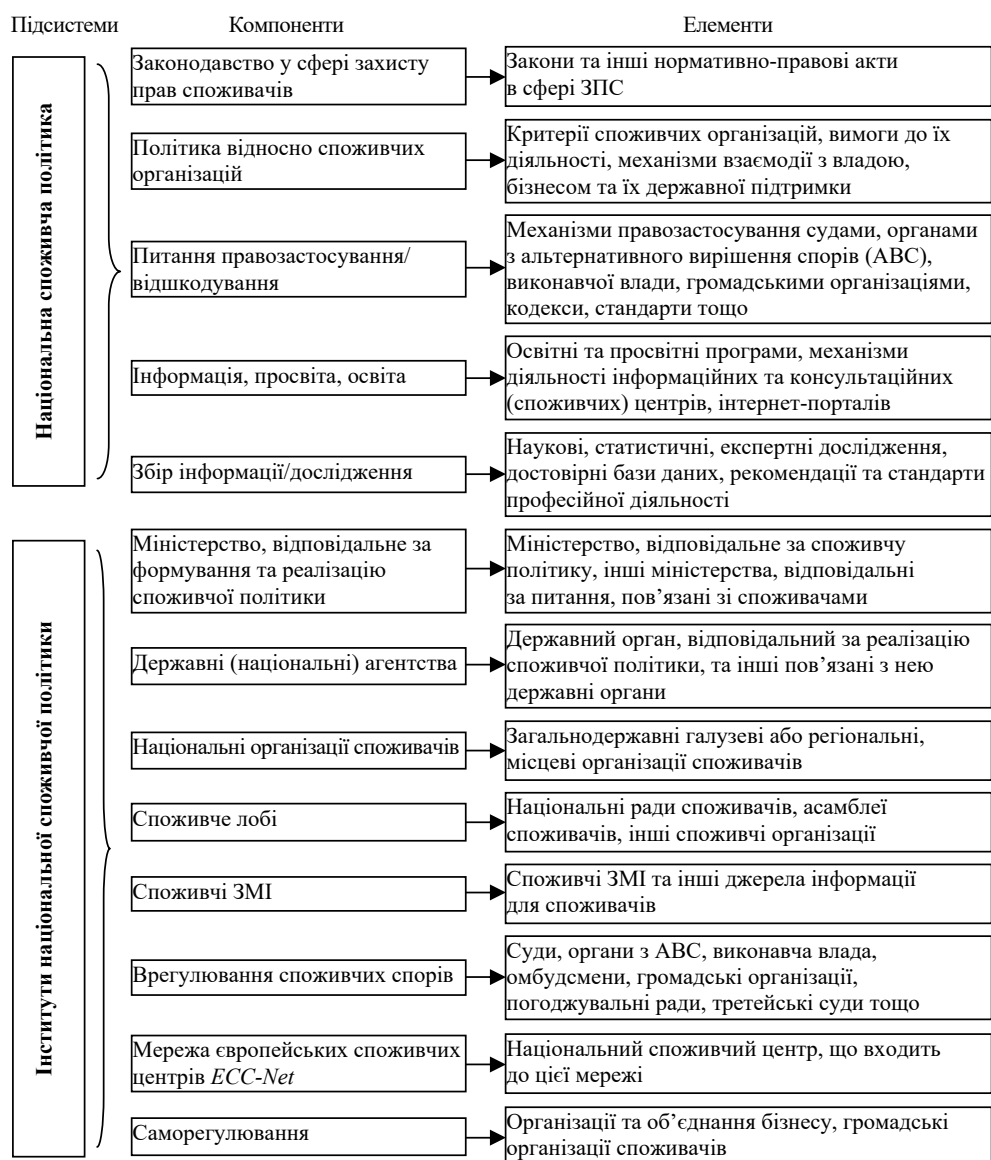 Підсистеми Компоненти Елементи
Національна споживча політика
Законодавство у сфері захисту
прав споживачів
Закони та інші нормативно-правові акти
в сфері ЗПС
Політика відносно споживчих
організацій
Критерії споживчих організацій, вимоги до їх
діяльності, механізми взаємодії з владою,
бізнесом та їх державної підтримки
Питання правозастосування/
відшкодування
Механізми правозастосування судами, органами
з альтернативного вирішення спорів (АВС),
виконавчої влади, громадськими організаціями,
кодекси, стандарти тощо
Інформація, просвіта, освіта
Освітні та просвітні програми, механізми
діяльності інформаційних та консультаційних
(споживчих) центрів, інтернет-порталів
Збір інформації/дослідження
Наукові, статистичні, експертні дослідження,
достовірні бази даних, рекомендації та стандарти
професійної діяльності
Інститути національної споживчої політики
Міністерство, відповідальне за
формування та реалізацію
споживчої політики
Міністерство, відповідальне за споживчу
політику, інші міністерства, відповідальні
за питання, пов’язані зі споживачами
Державні (національні) агентства
Державний орган, відповідальний за реалізацію
споживчої політики, та інші пов’язані з нею
державні органи
Національні організації споживачів
Загальнодержавні галузеві або регіональні,
місцеві організації споживачів
Споживче лобі
Національні ради споживачів, асамблеї
споживачів, інші споживчі організації
Споживчі ЗМІ
Споживчі ЗМІ та інші джерела інформації
для споживачів
Врегулювання споживчих спорів
Суди, органи з АВС, виконавча влада,
омбудсмени, громадські організації,
погоджувальні ради, третейські суди тощо
Мережа європейських споживчих
центрів ECC-Net
Національний споживчий центр, що входить
до цієї мережі
Саморегулювання
Організації та об’єднання бізнесу, громадські
організації споживачів